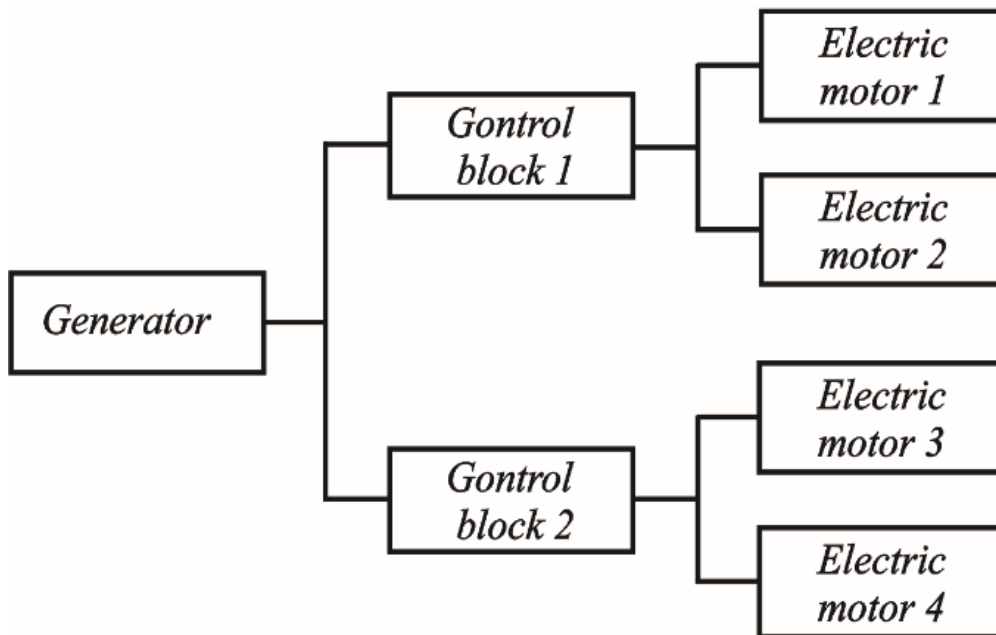 Electric
motor 1
Gontrol
block 1
Electric
motor 2
Generator
Electric
motor 3
Gontrol
block 2
Electric
motor 4